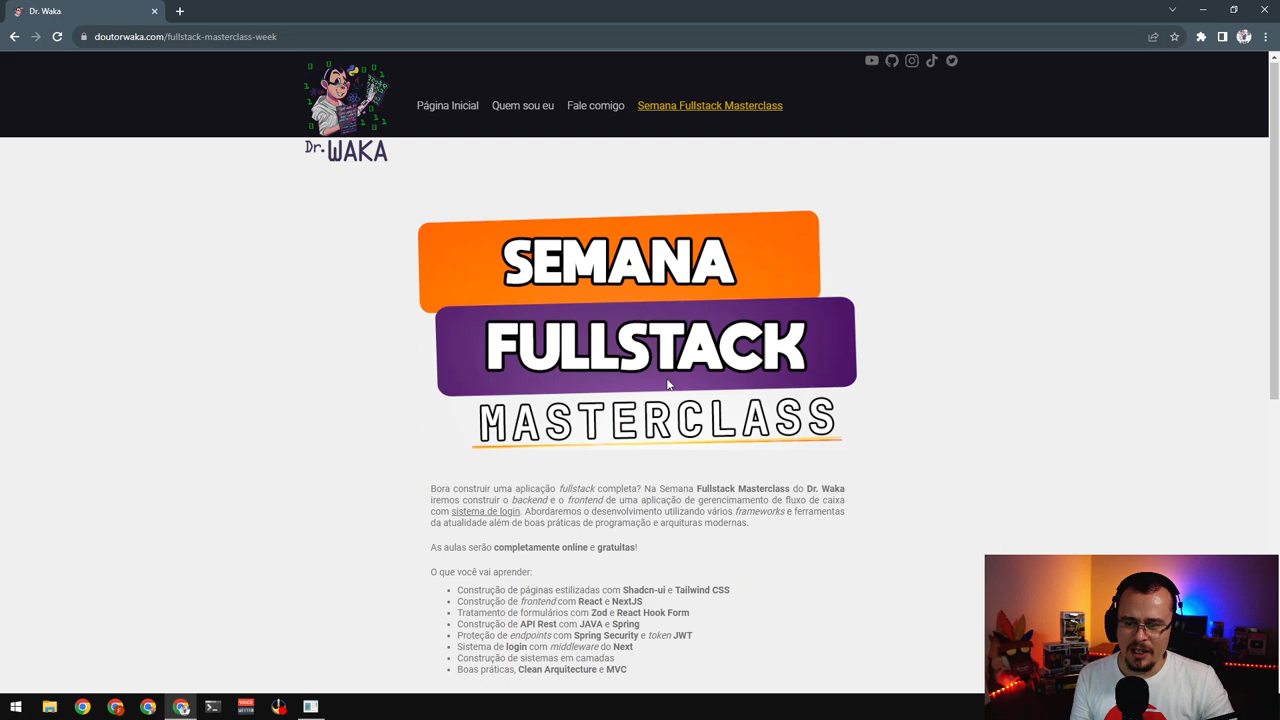 Dr. Waka
doutorwaka.com/fullstack-masterclass-week
Dr. WAKA
Página Inicial
Quem sou eu
Fale comigo
Semana Fullstack Masterclass
SEMANA
FULLSTACK
MASTERCLASS
Bora construir uma aplicação fullstack completa? Na Semana Fullstack Masterclass do Dr. Waka
iremos construir o backend e o frontend de uma aplicação de gerencimamento de fluxo de caixa
com sistema de login. Abordaremos o desenvolvimento utilizando vários frameworks e ferramentas
da atualidade além de boas práticas de programação e arquituras modernas.
As aulas serão completamente online e gratuitas!
O que você vai aprender:
Construção de páginas estilizadas com Shadcn-ui e Tailwind CSS
Construção de frontend com React e NextJS
Tratamento de formulários com Zod e React Hook Form
Construção de API Rest com JAVA e Spring
Proteção de endpoints com Spring Security e token JWT
Sistema de login com middleware do Next
Construção de sistemas em camadas
Boas práticas, Clean Arquitecture e MVC